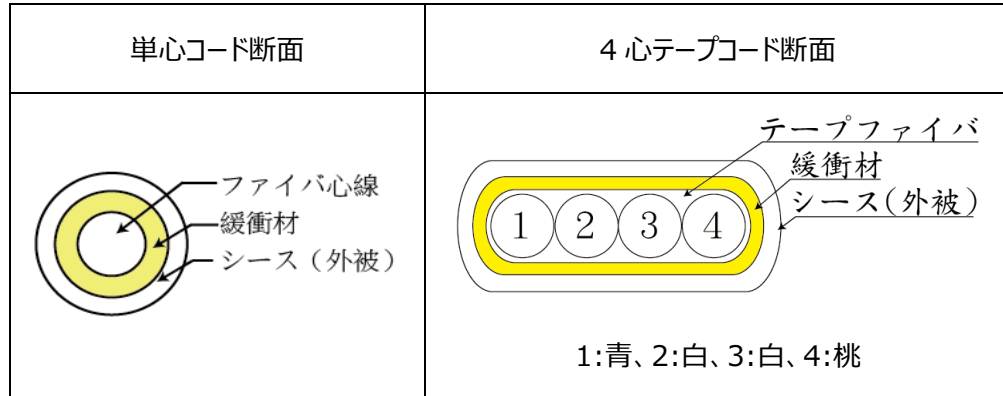 単心コード断面
4心テープコード断面
ファイバ心線
緩衝材
シース（外被）
テープファイバ
緩衝材
シース(外被)
1 2 3 4
1:青、2:白、3:白、4:桃